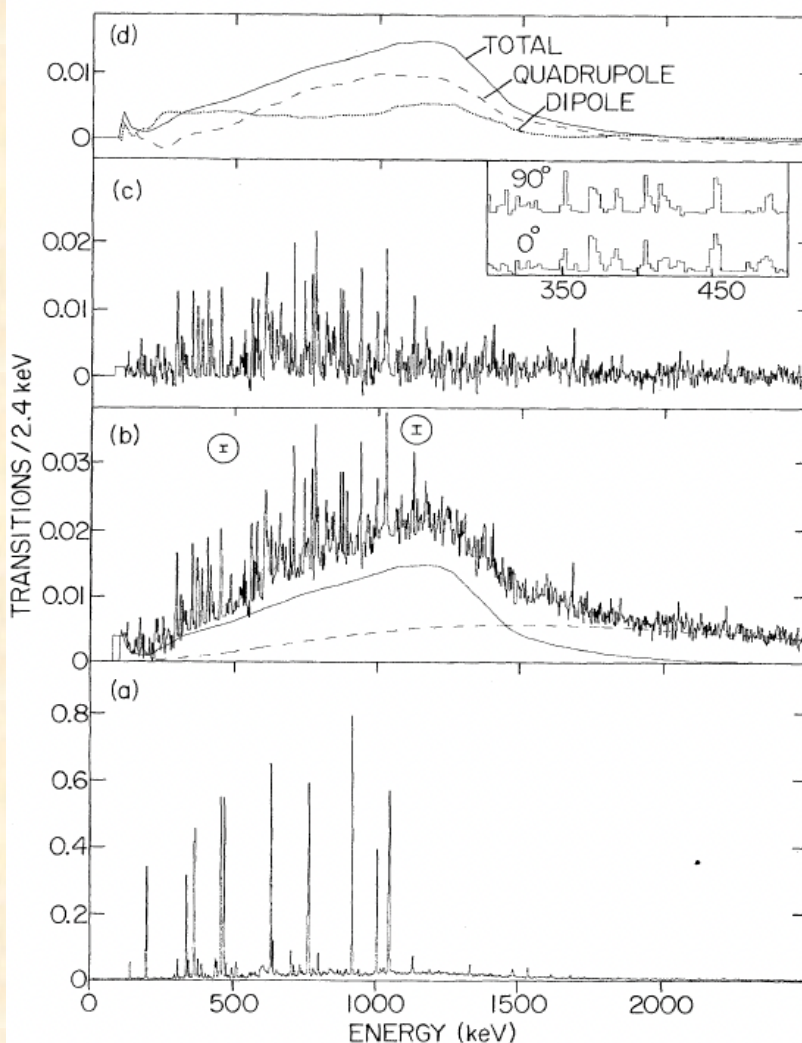 (d)
TOTAL
QUADRUPOLE
DIPOLE
0.01
0
(c)
90°
0°
350
450
0.02
0.01
0
(b)
0.03
0.02
0.01
0
(a)
0.8
0.6
0.4
0.2
0
0
500
1000
1500
2000
TRANSITIONS / 2.4 keV
ENERGY (keV)